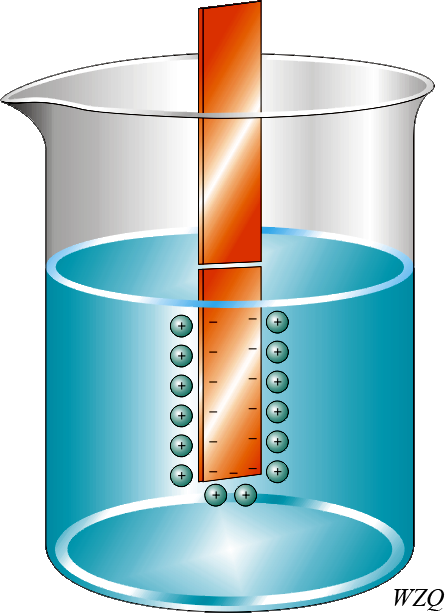 + − − +
+ − − +
+ − − +
+ − − +
+ − − +
+ − − − − +
+ +
WZQ